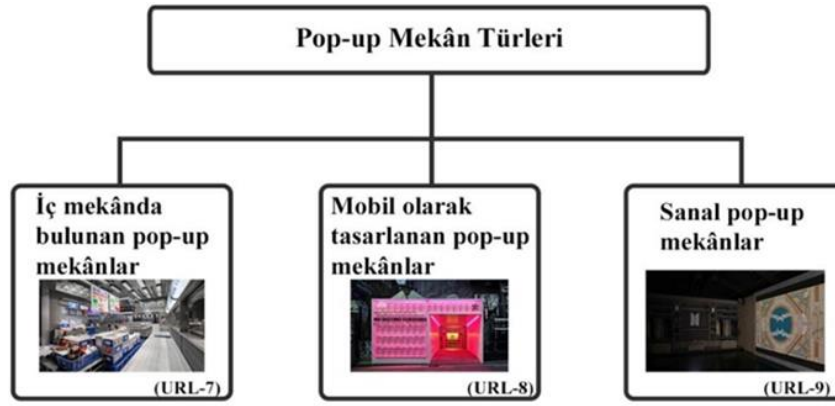 Pop-up Mekân Türleri
İç mekânda
bulunan pop-up
mekânlar
(URL-7)
Mobil olarak
tasarlanan pop-up
mekânlar
(URL-8)
Sanal pop-up
mekânlar
(URL-9)